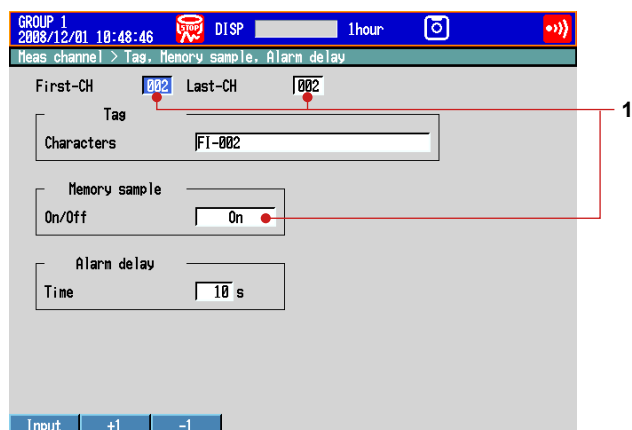 GROUP 1
2008/12/01 10:48:46
STOP
DISP
1hour
Meas channel > Tag, Memory sample, Alarm delay
First-CH 002 Last-CH 002
1
Tag
Characters FI-002
Memory sample
On/Off On
Alarm delay
Time 10 s
Input +1 -1